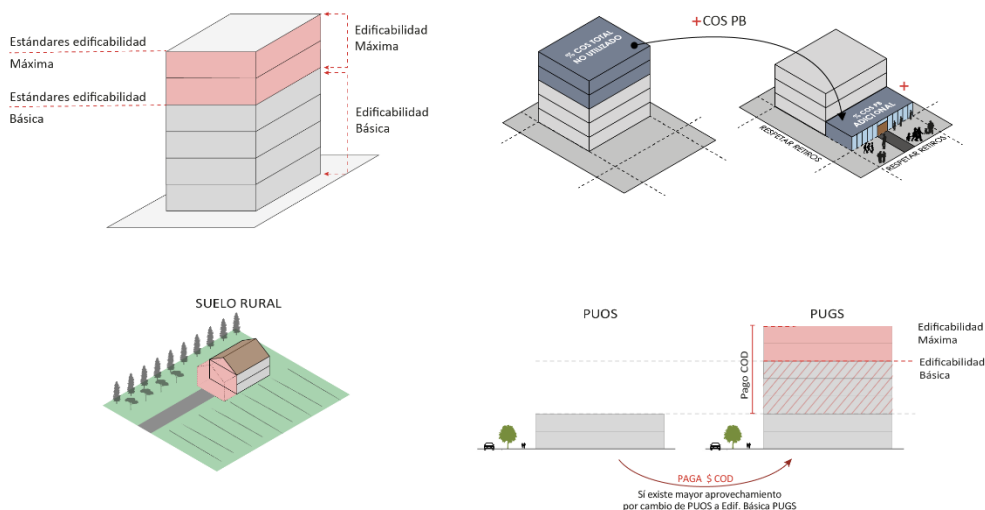 Estándares edificabilidad
Máxima
Estándares edificabilidad
Básica
Edificabilidad
Máxima
Edificabilidad
Básica
+COS PB
% COS TOTAL
NO UTILIZADO
+
% COS PB
ADICIONAL
RESPETAR RETIROS
RESPETAR RETIROS
SUELO RURAL
PUOS
PUGS
Pago COD
Edificabilidad
Máxima
Edificabilidad
Básica
PAGA $ COD
Sí existe mayor aprovechamiento
por cambio de PUOS a Edif. Básica PUGS